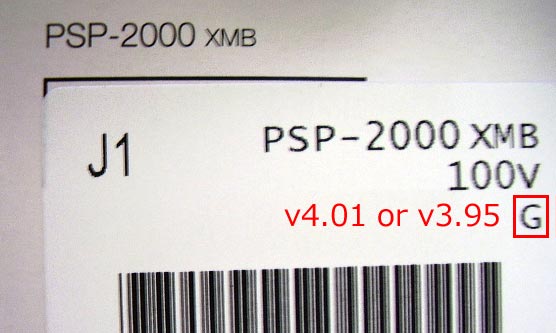 PSP-2000 XMB
J1
PSP-2000 XMB
100V
v4.01 or v3.95 G